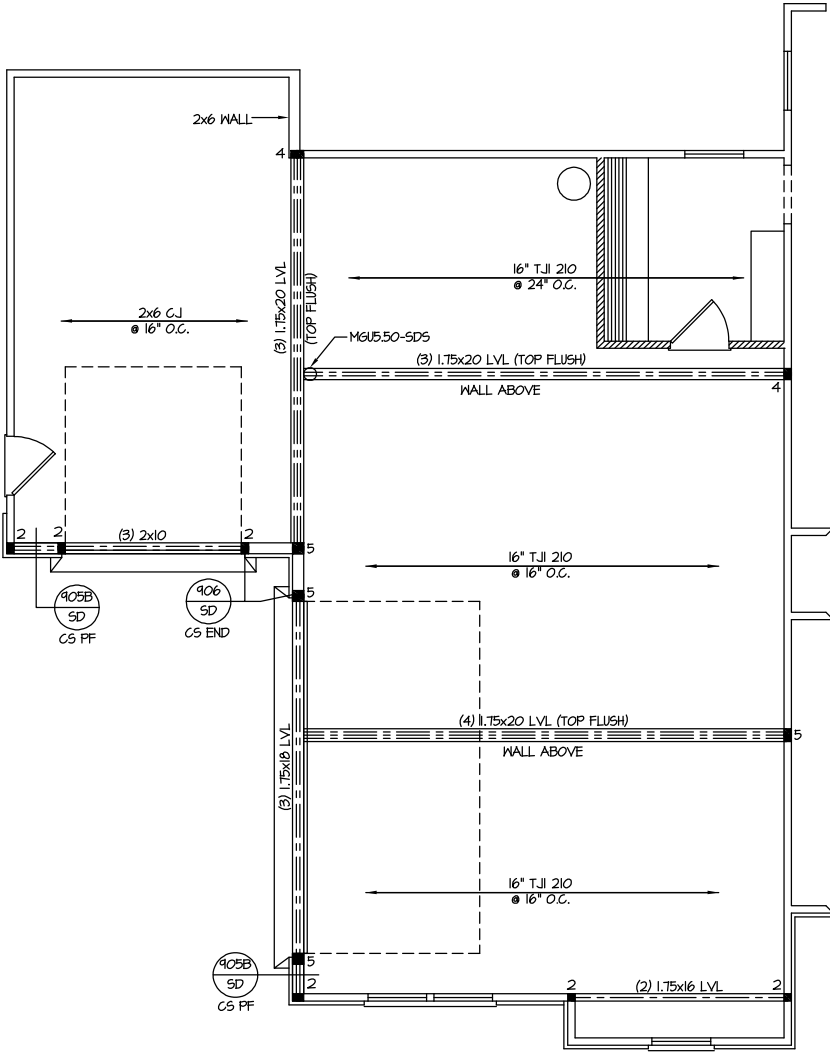 2x6 WALL
4
16" TJI 210
@ 24" O.C.
(3) 1.75x20 LVL
(TOP FLUSH)
2x6 CJ
@ 16" O.C.
MGU5.50-SDS
(3) 1.75x20 LVL (TOP FLUSH)
WALL ABOVE
4
2
2
(3) 2x10
2
5
16" TJI 210
@ 16" O.C.
905B
SD
CS PF
906
SD
CS END
5
(4) 1.75x20 LVL (TOP FLUSH)
5
WALL ABOVE
(3) 1.75x18 LVL
16" TJI 210
@ 16" O.C.
905B
SD
CS PF
5
2
2
(2) 1.75x16 LVL
2